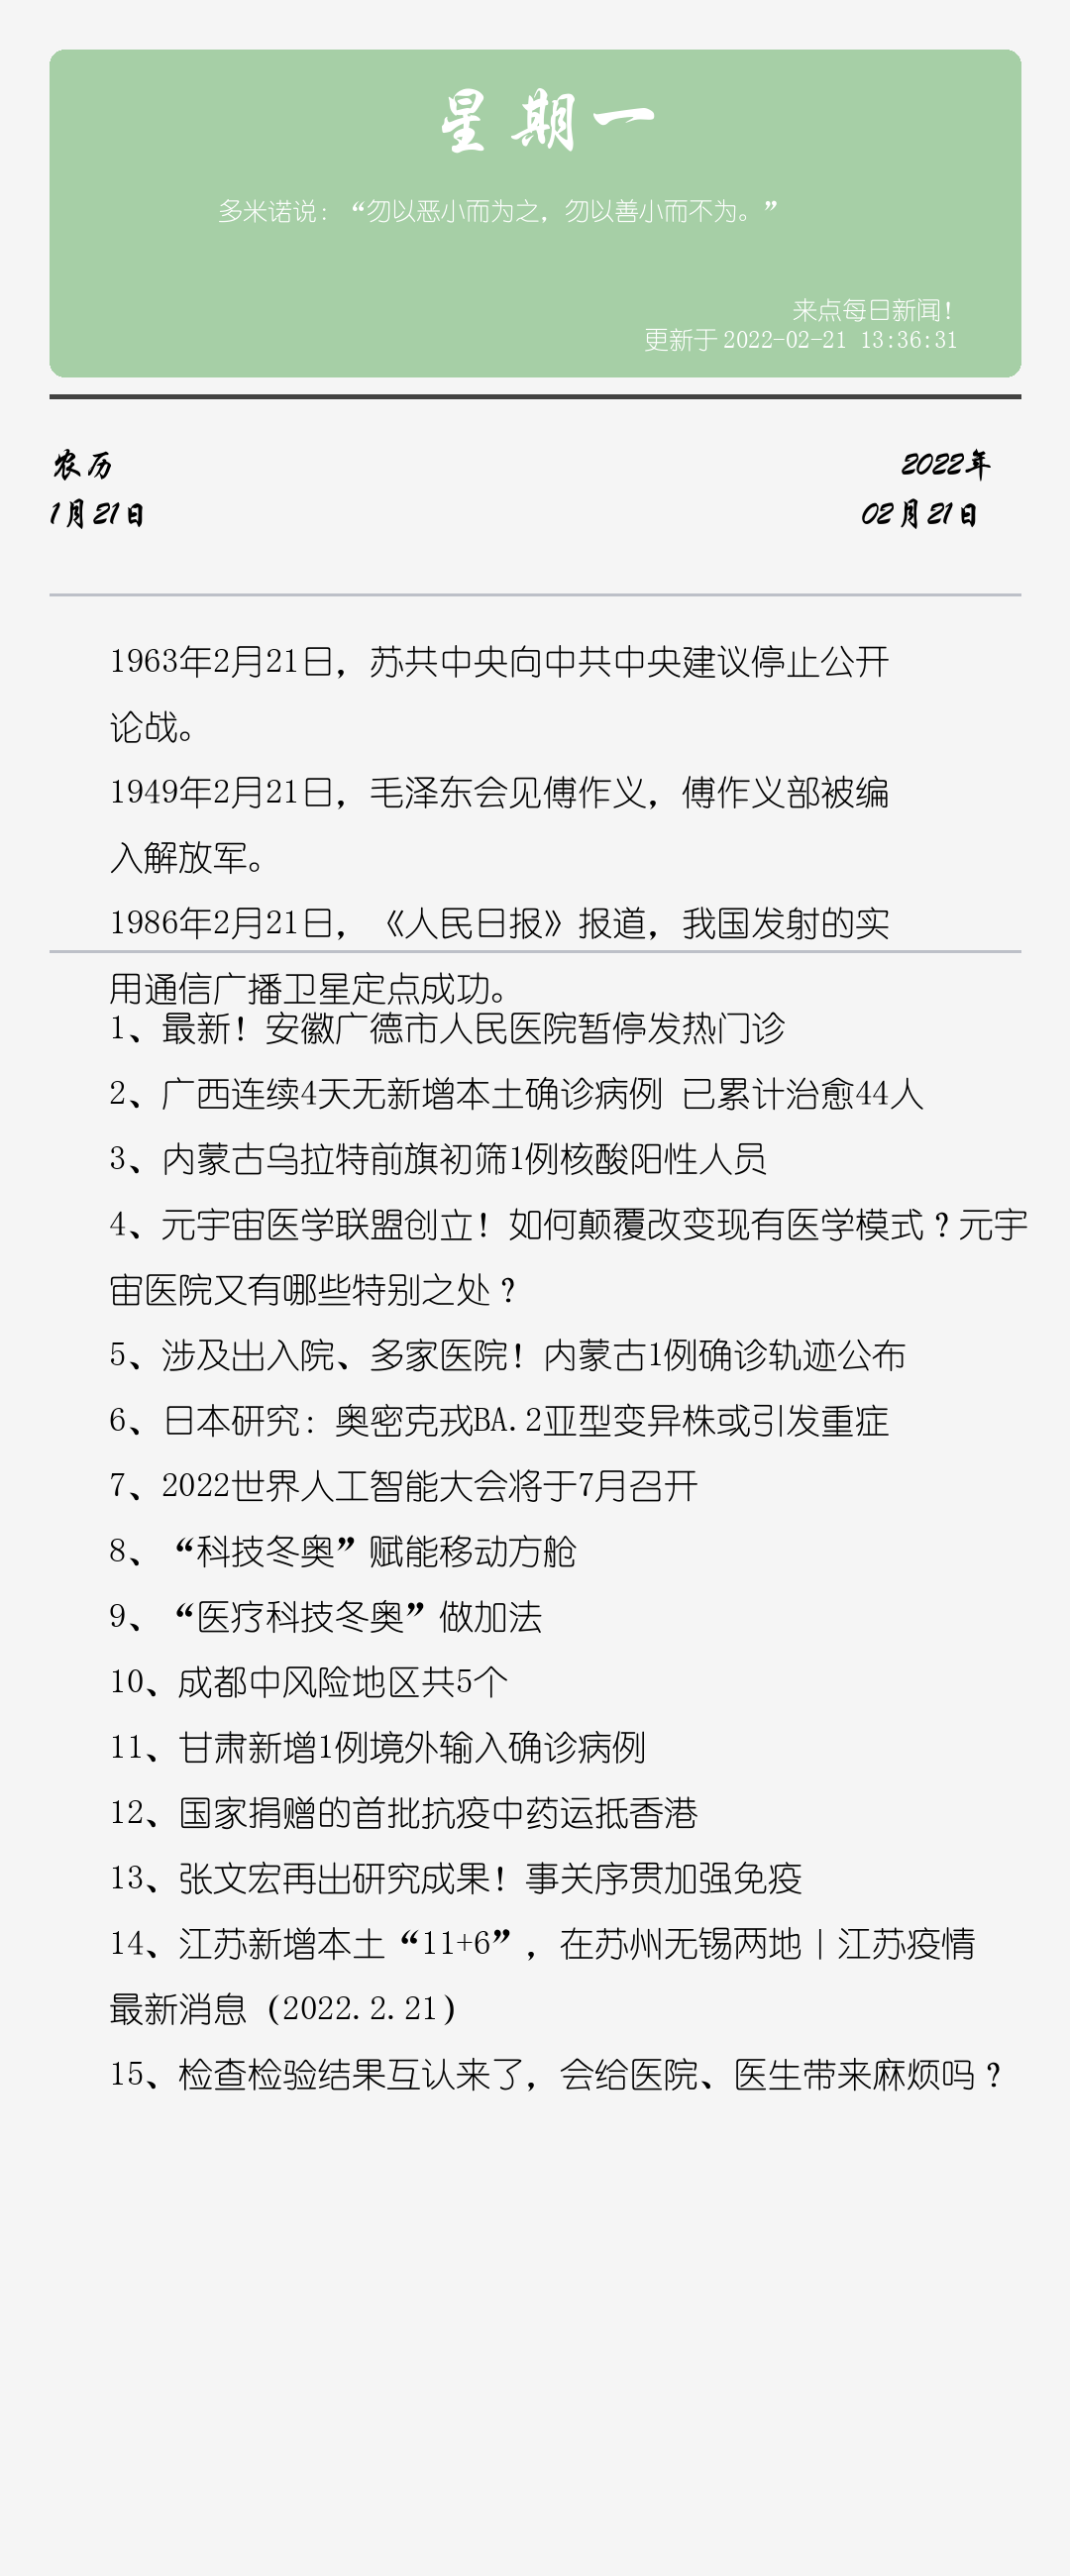 星期一
多米诺说：“勿以恶小而为之，勿以善小而不为。”
来点每日新闻！
更新于 2022-02-21 13:36:31
农历
2022年
1月21日
02月21日
1963年2月21日，苏共中央向中共中央建议停止公开
论战。
1949年2月21日，毛泽东会见傅作义，傅作义部被编
入解放军。
1986年2月21日，《人民日报》报道，我国发射的实
用通信广播卫星定点成功。
1、最新！安徽广德市人民医院暂停发热门诊
2、广西连续4天无新增本土确诊病例 已累计治愈44人
3、内蒙古乌拉特前旗初筛1例核酸阳性人员
4、元宇宙医学联盟创立！如何颠覆改变现有医学模式？元宇
宙医院又有哪些特别之处？
5、涉及出入院、多家医院！内蒙古1例确诊轨迹公布
6、日本研究：奥密克戎BA.2亚型变异株或引发重症
7、2022世界人工智能大会将于7月召开
8、“科技冬奥”赋能移动方舱
9、“医疗科技冬奥”做加法
10、成都中风险地区共5个
11、甘肃新增1例境外输入确诊病例
12、国家捐赠的首批抗疫中药运抵香港
13、张文宏再出研究成果！事关序贯加强免疫
14、江苏新增本土“11+6”，在苏州无锡两地丨江苏疫情
最新消息（2022.2.21）
15、检查检验结果互认来了，会给医院、医生带来麻烦吗？